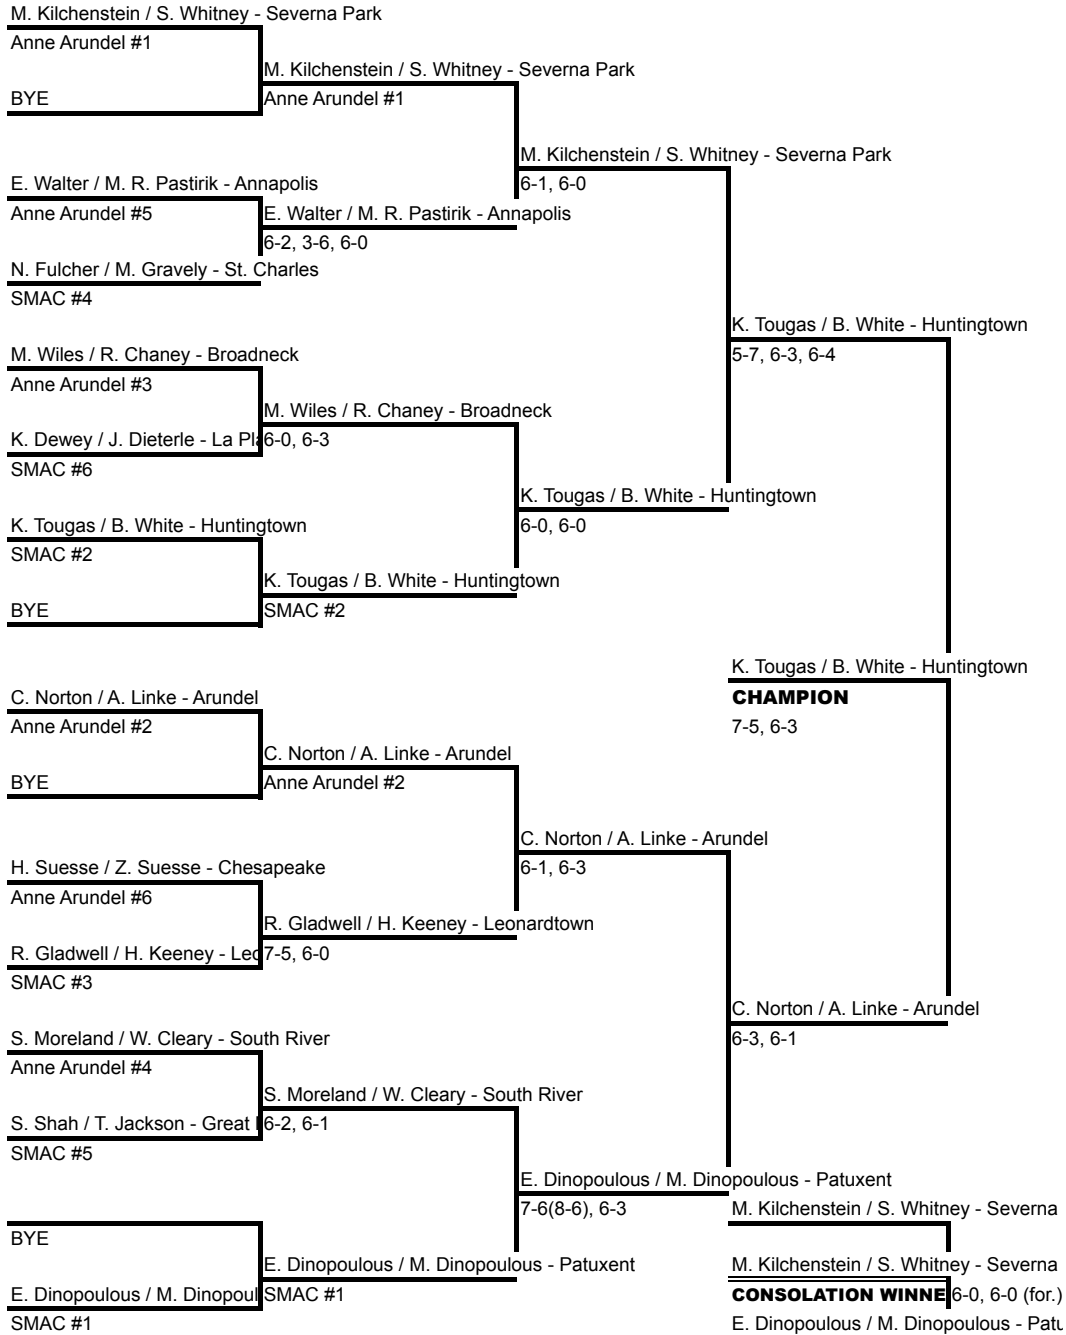 M. Kilchenstein / S. Whitney - Severna Park
Anne Arundel #1
M. Kilchenstein / S. Whitney - Severna Park
BYE
Anne Arundel #1
M. Kilchenstein / S. Whitney - Severna Park
E. Walter / M. R. Pastirik - Annapolis
6-1, 6-0
Anne Arundel #5
E. Walter / M. R. Pastirik - Annapolis
6-2, 3-6, 6-0
N. Fulcher / M. Gravely - St. Charles
SMAC #4
K. Tougas / B. White - Huntingtown
M. Wiles / R. Chaney - Broadneck
5-7, 6-3, 6-4
Anne Arundel #3
M. Wiles / R. Chaney - Broadneck
K. Dewey / J. Dieterle - La Pla
6-0, 6-3
SMAC #6
K. Tougas / B. White - Huntingtown
K. Tougas / B. White - Huntingtown
6-0, 6-0
SMAC #2
K. Tougas / B. White - Huntingtown
BYE
SMAC #2
K. Tougas / B. White - Huntingtown
C. Norton / A. Linke - Arundel
CHAMPION
Anne Arundel #2
7-5, 6-3
C. Norton / A. Linke - Arundel
BYE
Anne Arundel #2
C. Norton / A. Linke - Arundel
H. Suesse / Z. Suesse - Chesapeake
6-1, 6-3
Anne Arundel #6
R. Gladwell / H. Keeney - Leonardtown
R. Gladwell / H. Keeney - Leo
7-5, 6-0
SMAC #3
C. Norton / A. Linke - Arundel
S. Moreland / W. Cleary - South River
6-3, 6-1
Anne Arundel #4
S. Moreland / W. Cleary - South River
S. Shah / T. Jackson - Great
6-2, 6-1
SMAC #5
E. Dinopoulous / M. Dinopoulous - Patuxent
7-6(8-6), 6-3
M. Kilchenstein / S. Whitney - Severna
BYE
E. Dinopoulous / M. Dinopoulous - Patuxent
M. Kilchenstein / S. Whitney - Severna
E. Dinopoulous / M. Dinopoul
SMAC #1
CONSOLATION WINNE
6-0, 6-0 (for.)
SMAC #1
E. Dinopoulous / M. Dinopoulous - Patu